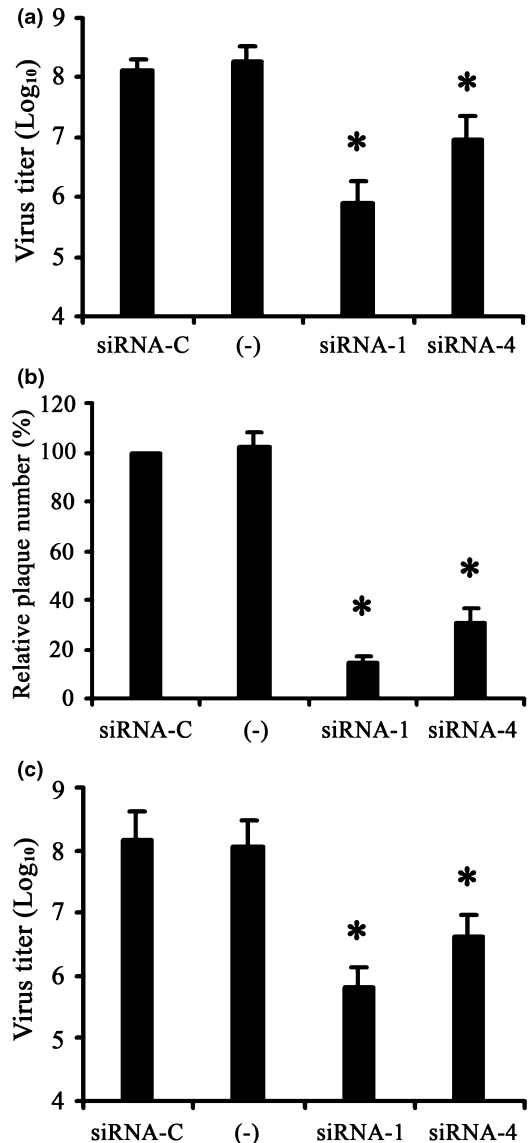 (a)
Virus titer (Log₁₀)
9
8
7
6
5
4
* *
siRNA-C (-) siRNA-1 siRNA-4
(b)
Relative plaque number (%)
120
100
80
60
40
20
0
* *
siRNA-C (-) siRNA-1 siRNA-4
(c)
Virus titer (Log₁₀)
9
8
7
6
5
4
* *
siRNA-C (-) siRNA-1 siRNA-4